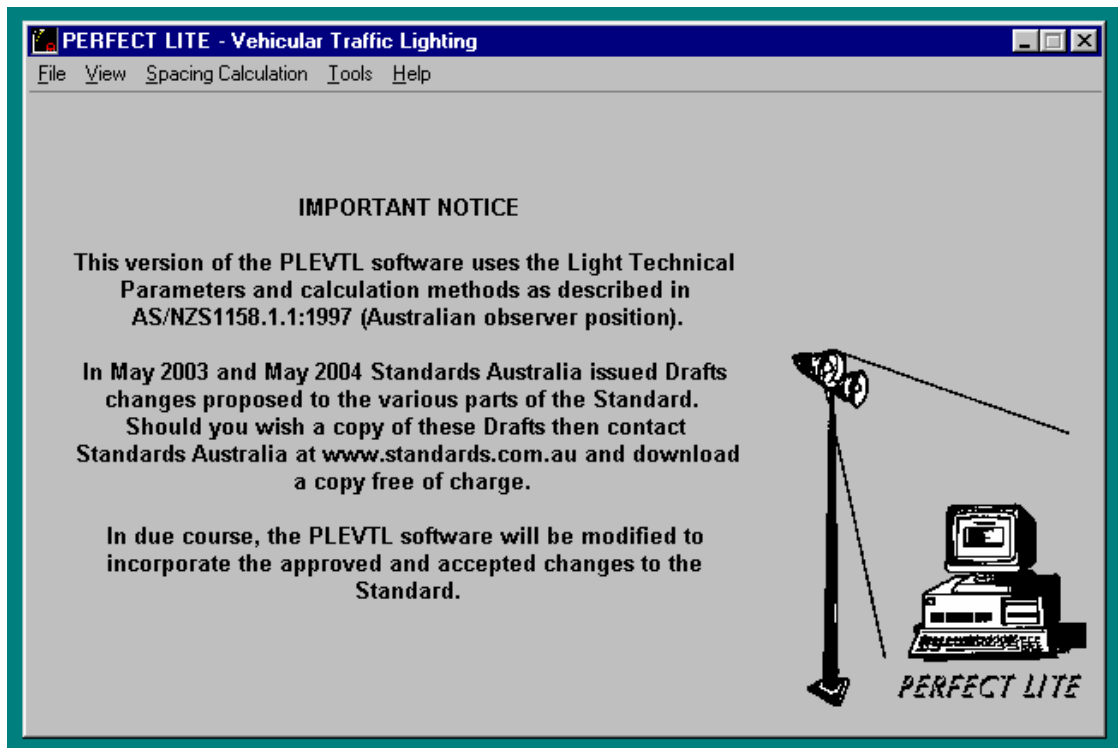 PERFECT LITE - Vehicular Traffic Lighting
File View Spacing Calculation Tools Help
IMPORTANT NOTICE
This version of the PLEVTL software uses the Light Technical
Parameters and calculation methods as described in
AS/NZS1158.1.1:1997 (Australian observer position).
In May 2003 and May 2004 Standards Australia issued Drafts
changes proposed to the various parts of the Standard.
Should you wish a copy of these Drafts then contact
Standards Australia at www.standards.com.au and download
a copy free of charge.
In due course, the PLEVTL software will be modified to
incorporate the approved and accepted changes to the
Standard.
PERFECT LITE